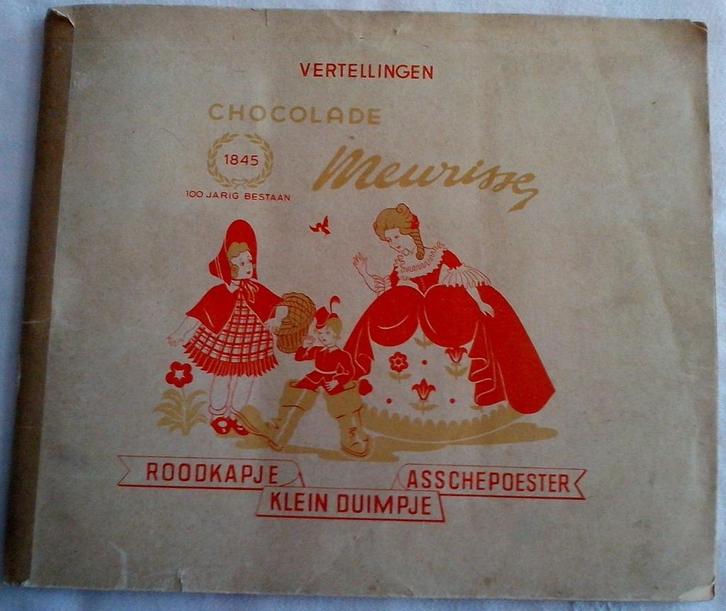 VERTELLINGEN
CHOCOLADE
1845
Meurisse
100 JARIG BESTAAN
ROODKAPJE
ASSCHEPOESTER
KLEIN DUIMPJE